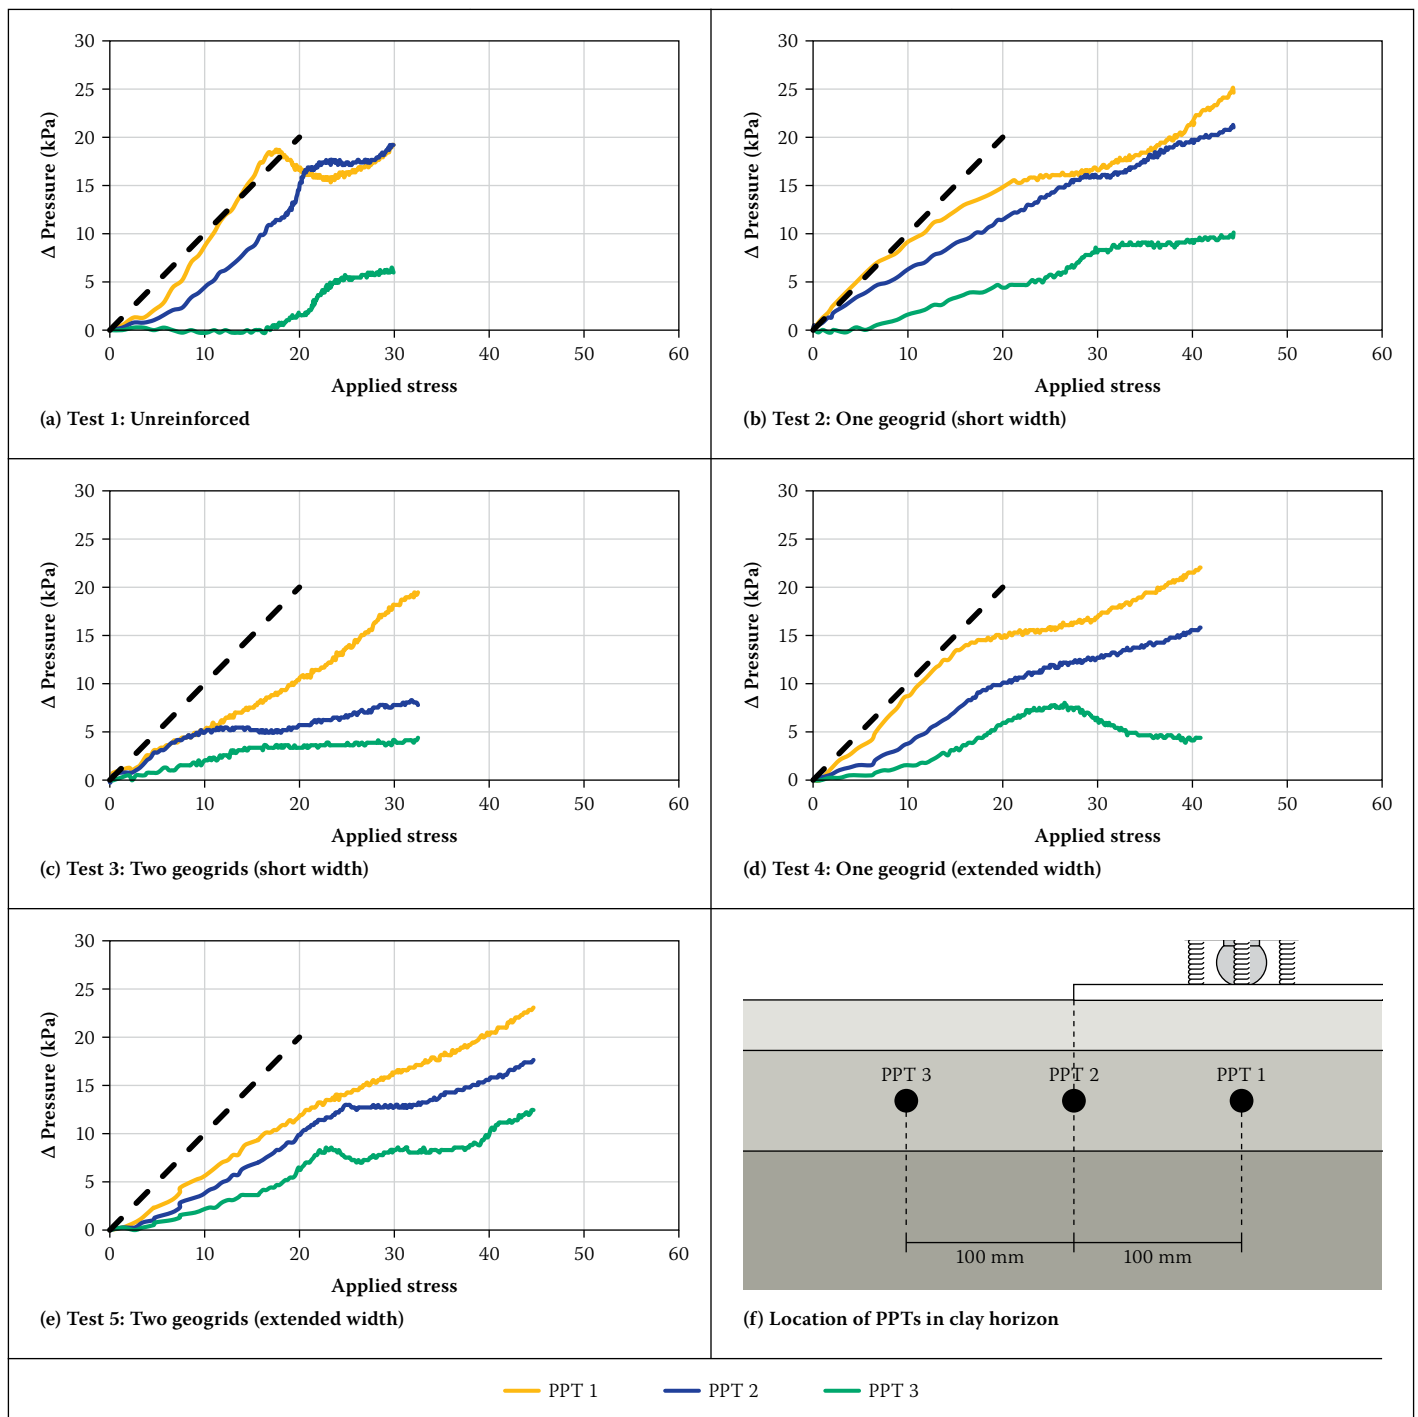 30
25
20
15
10
5
0
Δ Pressure (kPa)
0 10 20 30 40 50 60
Applied stress
(a) Test 1: Unreinforced
30
25
20
15
10
5
0
Δ Pressure (kPa)
0 10 20 30 40 50 60
Applied stress
(b) Test 2: One geogrid (short width)
30
25
20
15
10
5
0
Δ Pressure (kPa)
0 10 20 30 40 50 60
Applied stress
(c) Test 3: Two geogrids (short width)
30
25
20
15
10
5
0
Δ Pressure (kPa)
0 10 20 30 40 50 60
Applied stress
(d) Test 4: One geogrid (extended width)
30
25
20
15
10
5
0
Δ Pressure (kPa)
0 10 20 30 40 50 60
Applied stress
(e) Test 5: Two geogrids (extended width)
PPT 3 PPT 2 PPT 1
100 mm 100 mm
(f) Location of PPTs in clay horizon
PPT 1 PPT 2 PPT 3